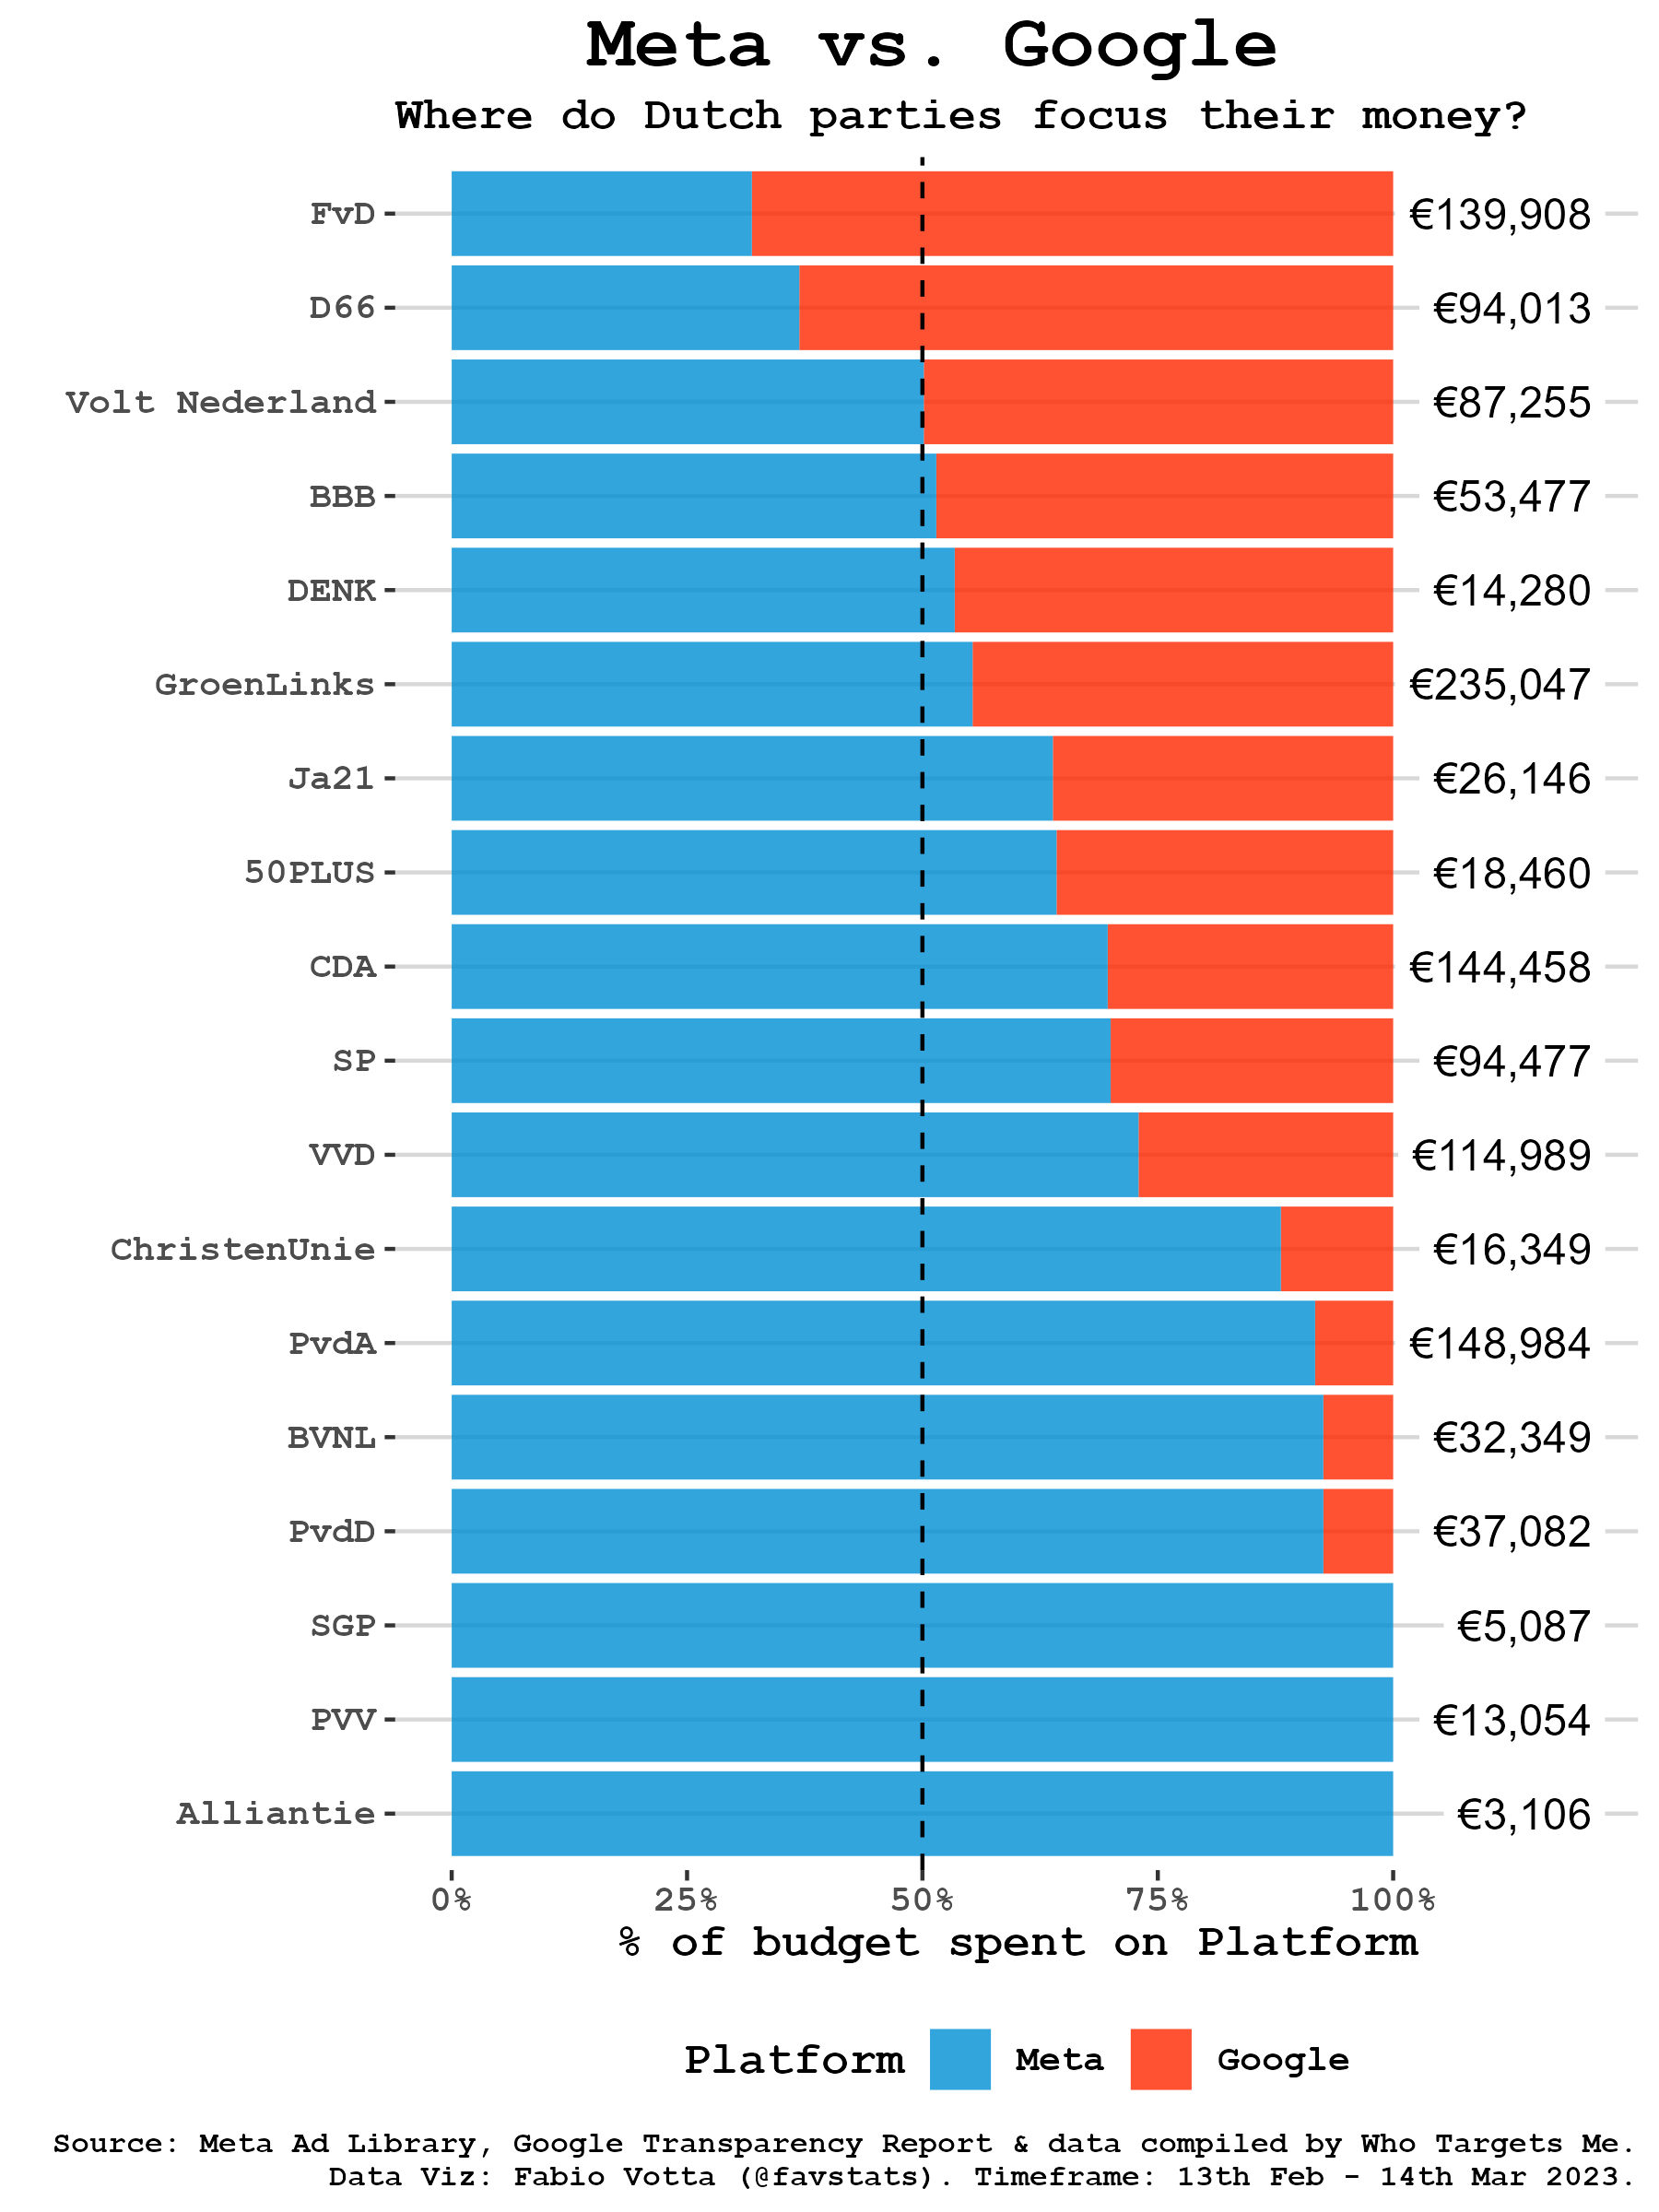 Meta vs. Google
Where do Dutch parties focus their money?
FvD €139,908
D66 €94,013
Volt Nederland €87,255
BBB €53,477
DENK €14,280
GroenLinks €235,047
Ja21 €26,146
50PLUS €18,460
CDA €144,458
SP €94,477
VVD €114,989
ChristenUnie €16,349
PvdA €148,984
BVNL €32,349
PvdD €37,082
SGP €5,087
PVV €13,054
Alliantie €3,106
0% 25% 50% 75% 100%
% of budget spent on Platform
Platform Meta Google
Source: Meta Ad Library, Google Transparency Report & data compiled by Who Targets Me.
Data Viz: Fabio Votta (@favstats). Timeframe: 13th Feb - 14th Mar 2023.